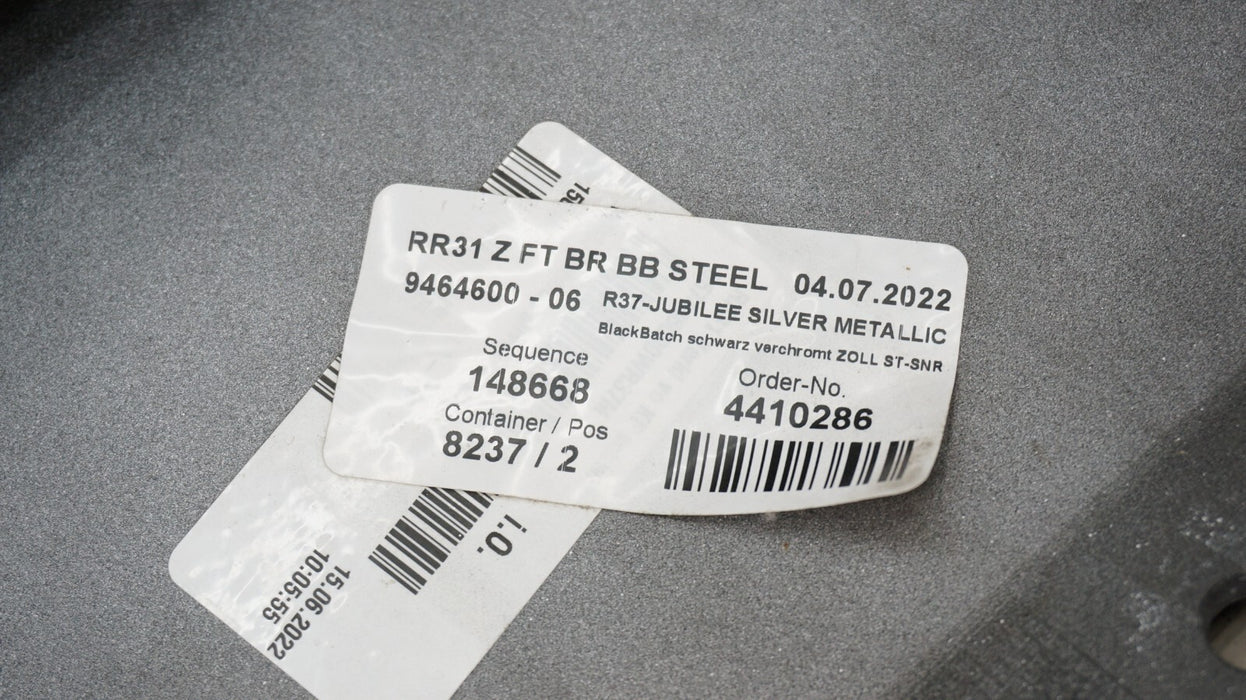 RR31 Z FT BR BB STEEL 04.07.2022
9464600 - 06 R37-JUBILEE SILVER METALLIC
BlackBatch schwarz verchromt ZOLL ST-SNR
Sequence
148668
Order-No.
4410286
Container / Pos
8237 / 2
i.O.
15.06.2022
10:05:55